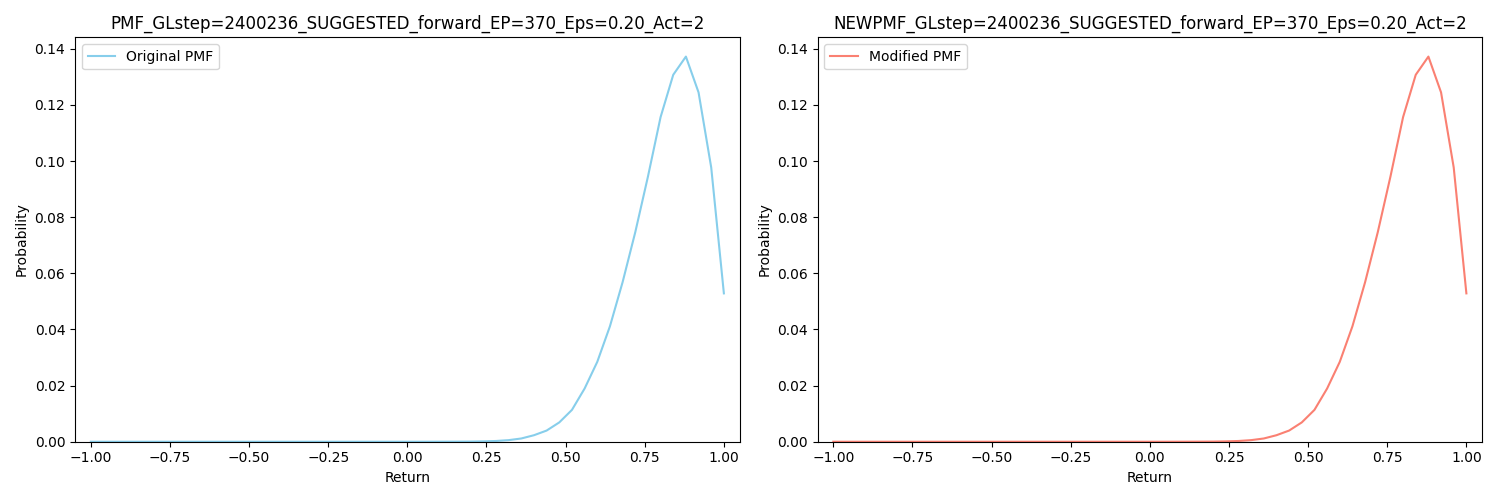 PMF_GLstep=2400236_SUGGESTED_forward_EP=370_Eps=0.20_Act=2
Original PMF
0.14
0.12
0.10
0.08
0.06
0.04
0.02
0.00
Probability
−1.00 −0.75 −0.50 −0.25 0.00 0.25 0.50 0.75 1.00
Return
NEWPMF_GLstep=2400236_SUGGESTED_forward_EP=370_Eps=0.20_Act=2
Modified PMF
0.14
0.12
0.10
0.08
0.06
0.04
0.02
0.00
Probability
−1.00 −0.75 −0.50 −0.25 0.00 0.25 0.50 0.75 1.00
Return